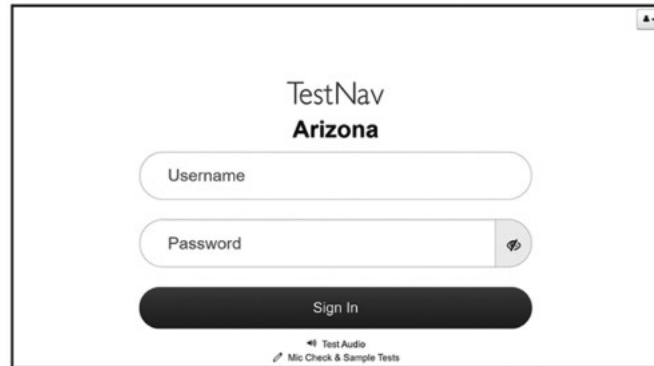 TestNav
Arizona
Username
Password
Sign In
Test Audio
Mic Check & Sample Tests